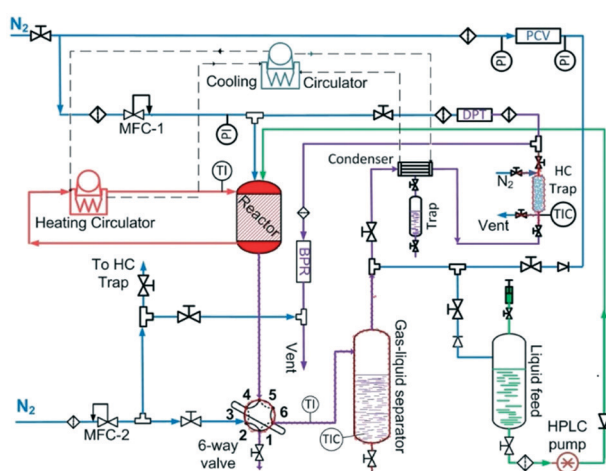 N₂
PCV
PI
PI
Cooling Circulator
MFC-1
PI
DPT
Condenser
TI
N₂
HC
Trap
Heating Circulator
Reactor
Trap
Vent
TIC
To HC
Trap
BPR
Vent
Gas-liquid separator
Liquid feed
4 5
3 6
2 1
TI
N₂
MFC-2
6-way
valve
TIC
HPLC
pump